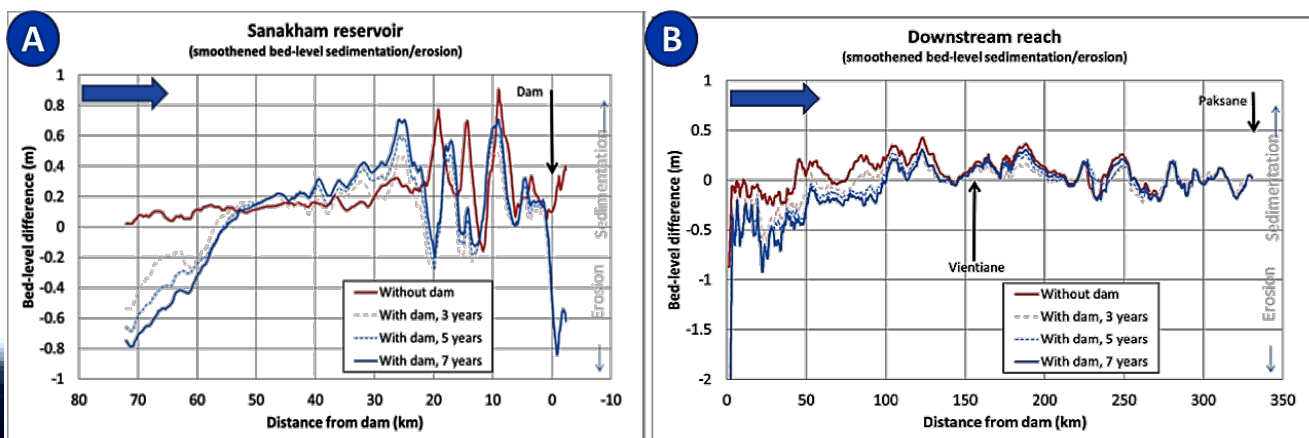 A
Sanakham reservoir
(smoothened bed-level sedimentation/erosion)
Bed-level difference (m)
1
0.8
0.6
0.4
0.2
0
-0.2
-0.4
-0.6
-0.8
-1
Dam
Sedimentation
Erosion
Without dam
With dam, 3 years
With dam, 5 years
With dam, 7 years
80 70 60 50 40 30 20 10 0 -10
Distance from dam (km)
B
Downstream reach
(smoothened bed-level sedimentation/erosion)
Bed-level difference (m)
1
0.5
0
-0.5
-1
-1.5
-2
Paksane
Vientiane
Sedimentation
Erosion
Without dam
With dam, 3 years
With dam, 5 years
With dam, 7 years
0 50 100 150 200 250 300 350
Distance from dam (km)